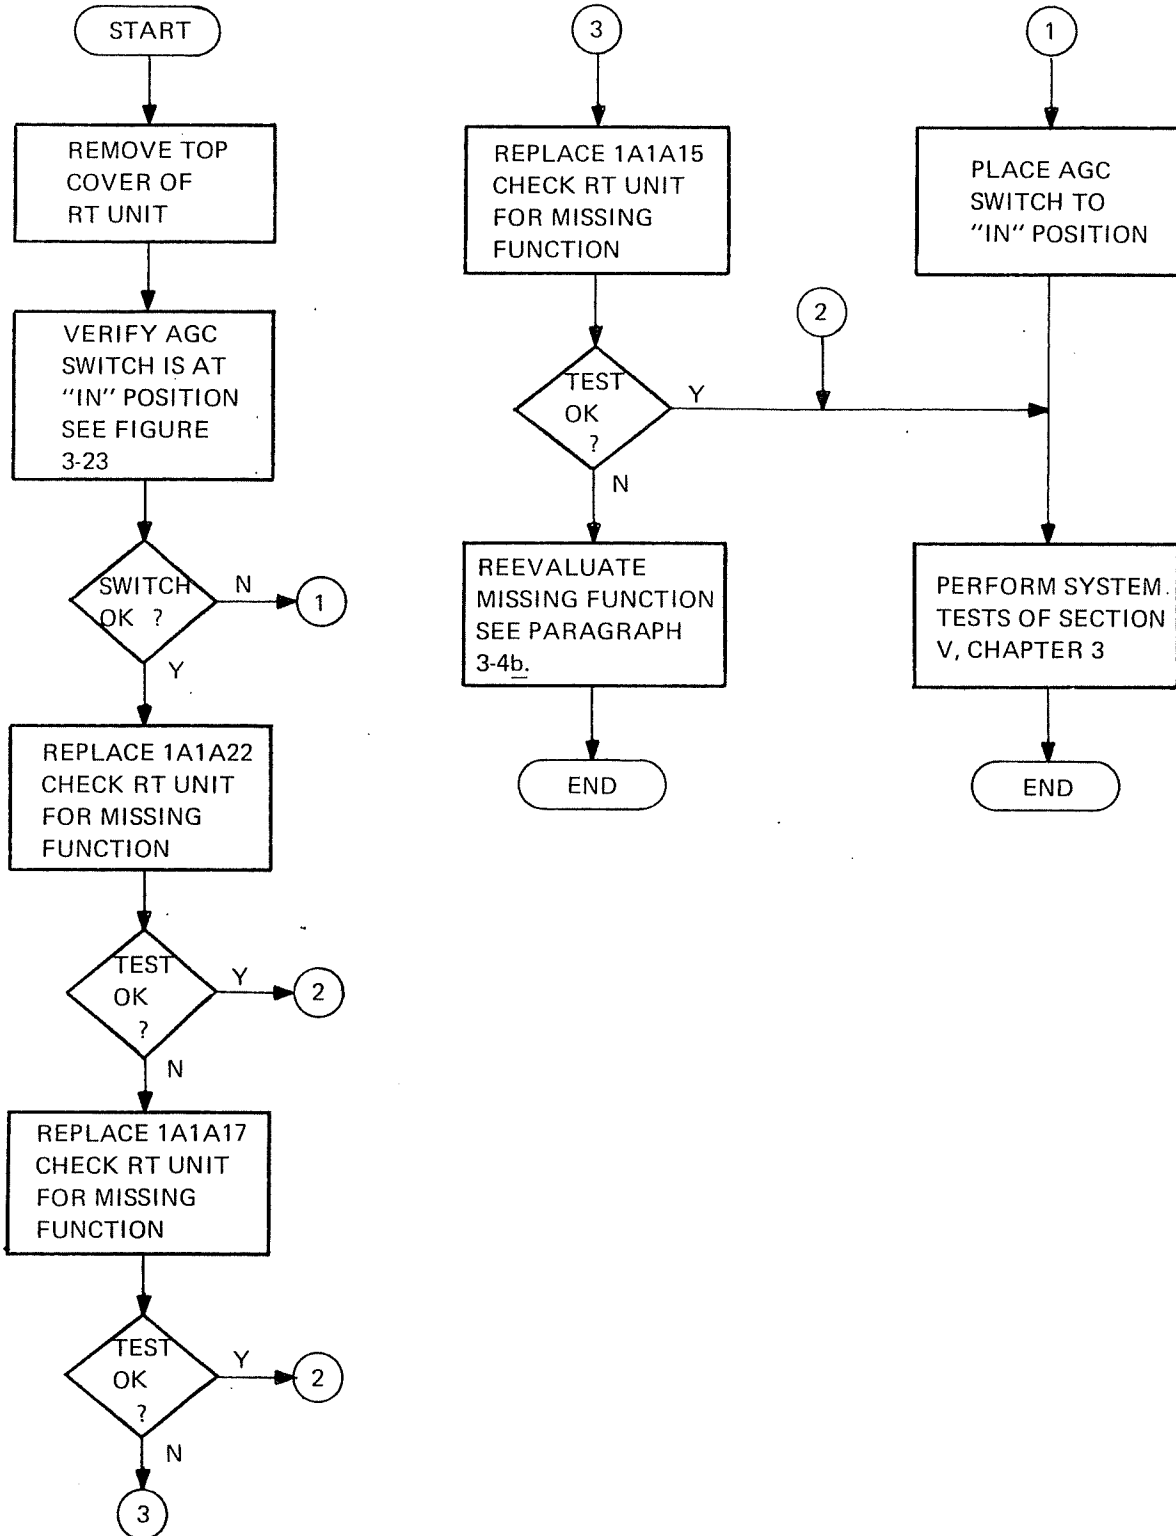 START
REMOVE TOP
COVER OF
RT UNIT
VERIFY AGC
SWITCH IS AT
"IN" POSITION
SEE FIGURE
3-23
SWITCH
OK ?
N
1
Y
REPLACE 1A1A22
CHECK RT UNIT
FOR MISSING
FUNCTION
TEST
OK
?
Y
2
N
REPLACE 1A1A17
CHECK RT UNIT
FOR MISSING
FUNCTION
TEST
OK
?
Y
2
N
3
3
REPLACE 1A1A15
CHECK RT UNIT
FOR MISSING
FUNCTION
TEST
OK
?
Y
2
N
REEVALUATE
MISSING FUNCTION
SEE PARAGRAPH
3-4b.
END
1
PLACE AGC
SWITCH TO
"IN" POSITION
PERFORM SYSTEM
TESTS OF SECTION
V, CHAPTER 3
END